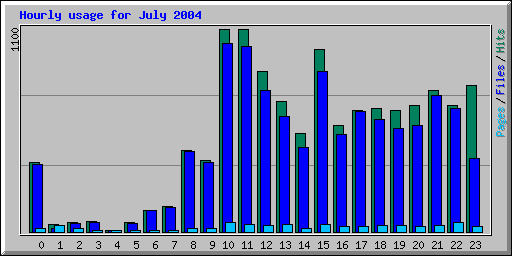 Hourly usage for July 2004
1100
Pages / Files / Hits
0 1 2 3 4 5 6 7 8 9 10 11 12 13 14 15 16 17 18 19 20 21 22 23